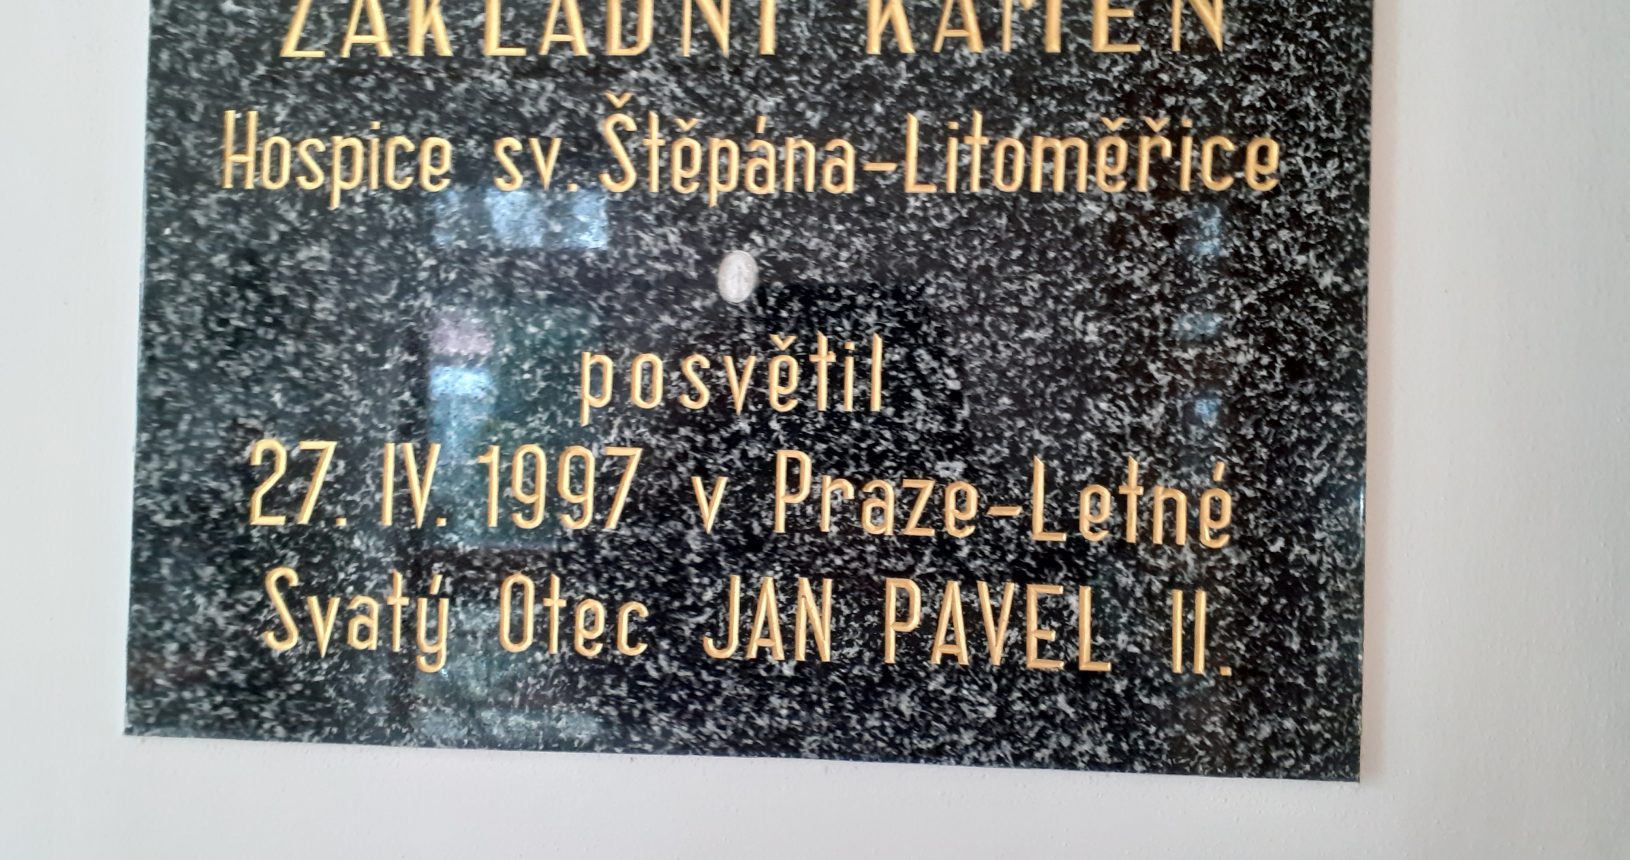 ZÁKLADNÍ KÁMEN
Hospice sv. Štěpána-Litoměřice
posvětil
27. IV. 1997 v Praze-Letné
Svatý Otec JAN PAVEL II.